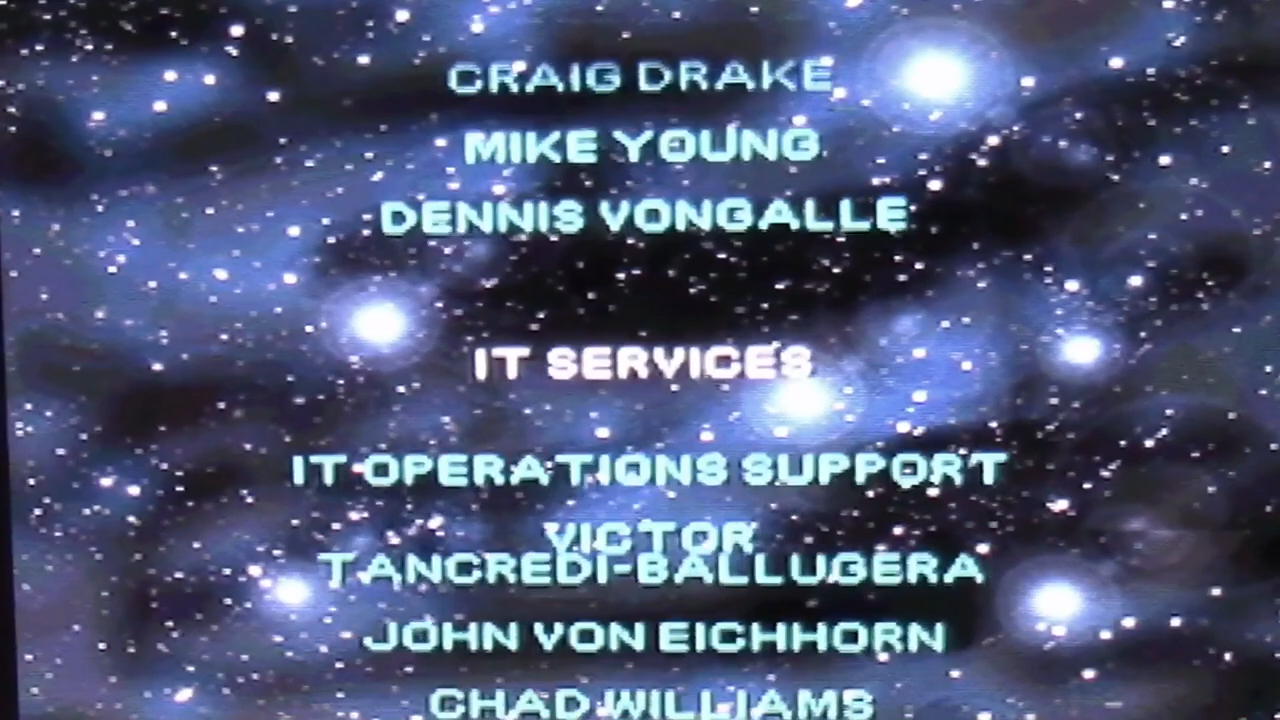 CRAIG DRAKE
MIKE YOUNG
DENNIS VONGALLE
IT SERVICES
IT OPERATIONS SUPPORT
VICTOR
TANCREDI-BALLUGERA
JOHN VON EICHHORN
CHAD WILLIAMS